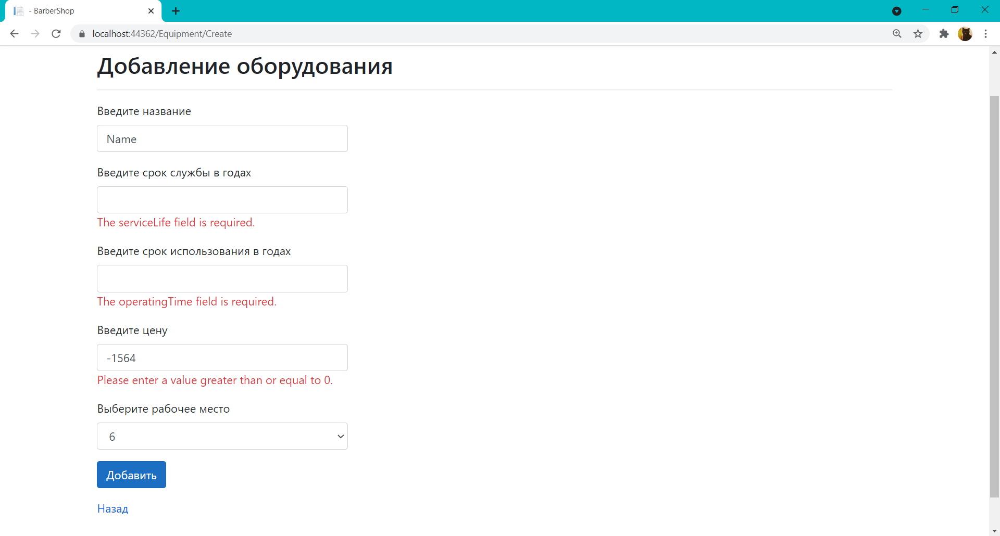 - BarberShop
localhost:44362/Equipment/Create
Добавление оборудования
Введите название
Name
Введите срок службы в годах
The serviceLife field is required.
Введите срок использования в годах
The operatingTime field is required.
Введите цену
-1564
Please enter a value greater than or equal to 0.
Выберите рабочее место
6
Добавить
Назад